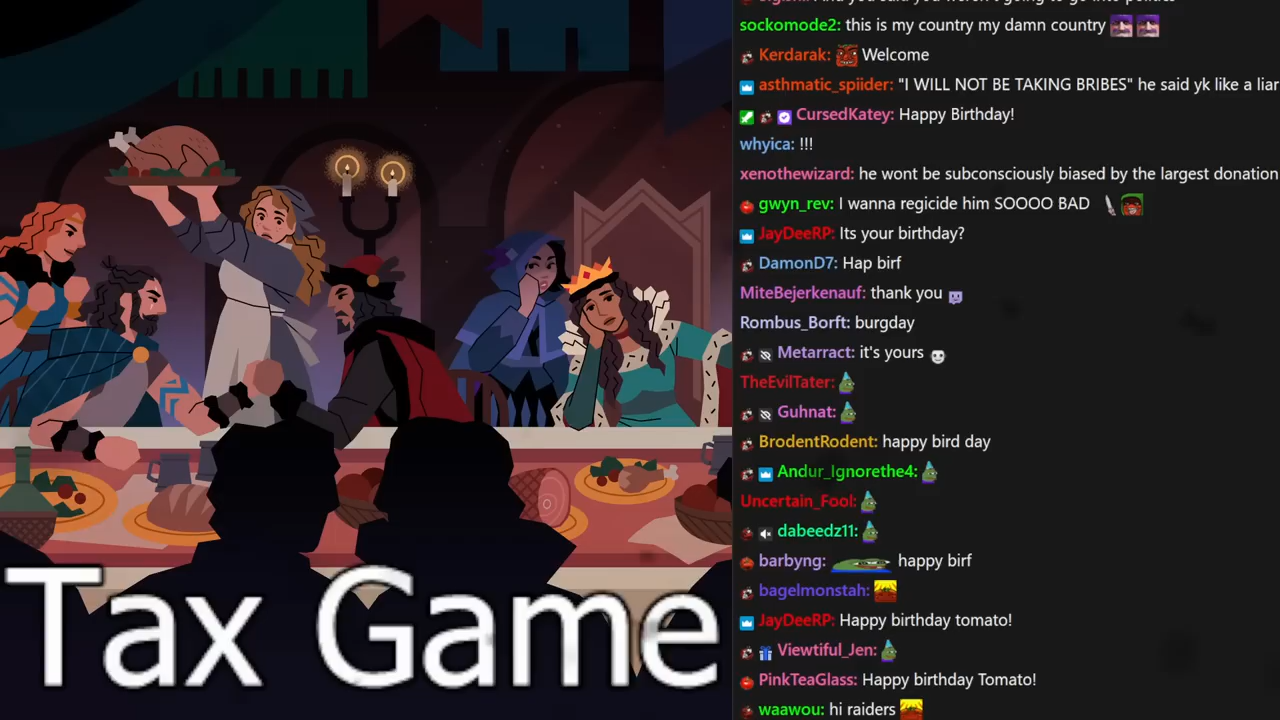 Tax Game
sockomode2: this is my country my damn country
Kerdarak: Welcome
asthmatic_spiider: "I WILL NOT BE TAKING BRIBES" he said yk like a liar
CursedKatey: Happy Birthday!
whyica: !!!
xenothewizard: he wont be subconsciously biased by the largest donation
gwyn_rev: I wanna regicide him SOOOO BAD
JayDeeRP: Its your birthday?
DamonD7: Hap birf
MiteBejerkenauf: thank you
Rombus_Borft: burgday
Metarract: it's yours
TheEvilTater:
Guhnat:
BrodentRodent: happy bird day
Andur_Ignorethe4:
Uncertain_Fool:
dabeedz11:
barbyng: happy birf
bagelmonstah:
JayDeeRP: Happy birthday tomato!
Viewtiful_Jen:
PinkTeaGlass: Happy birthday Tomato!
waawou: hi raiders